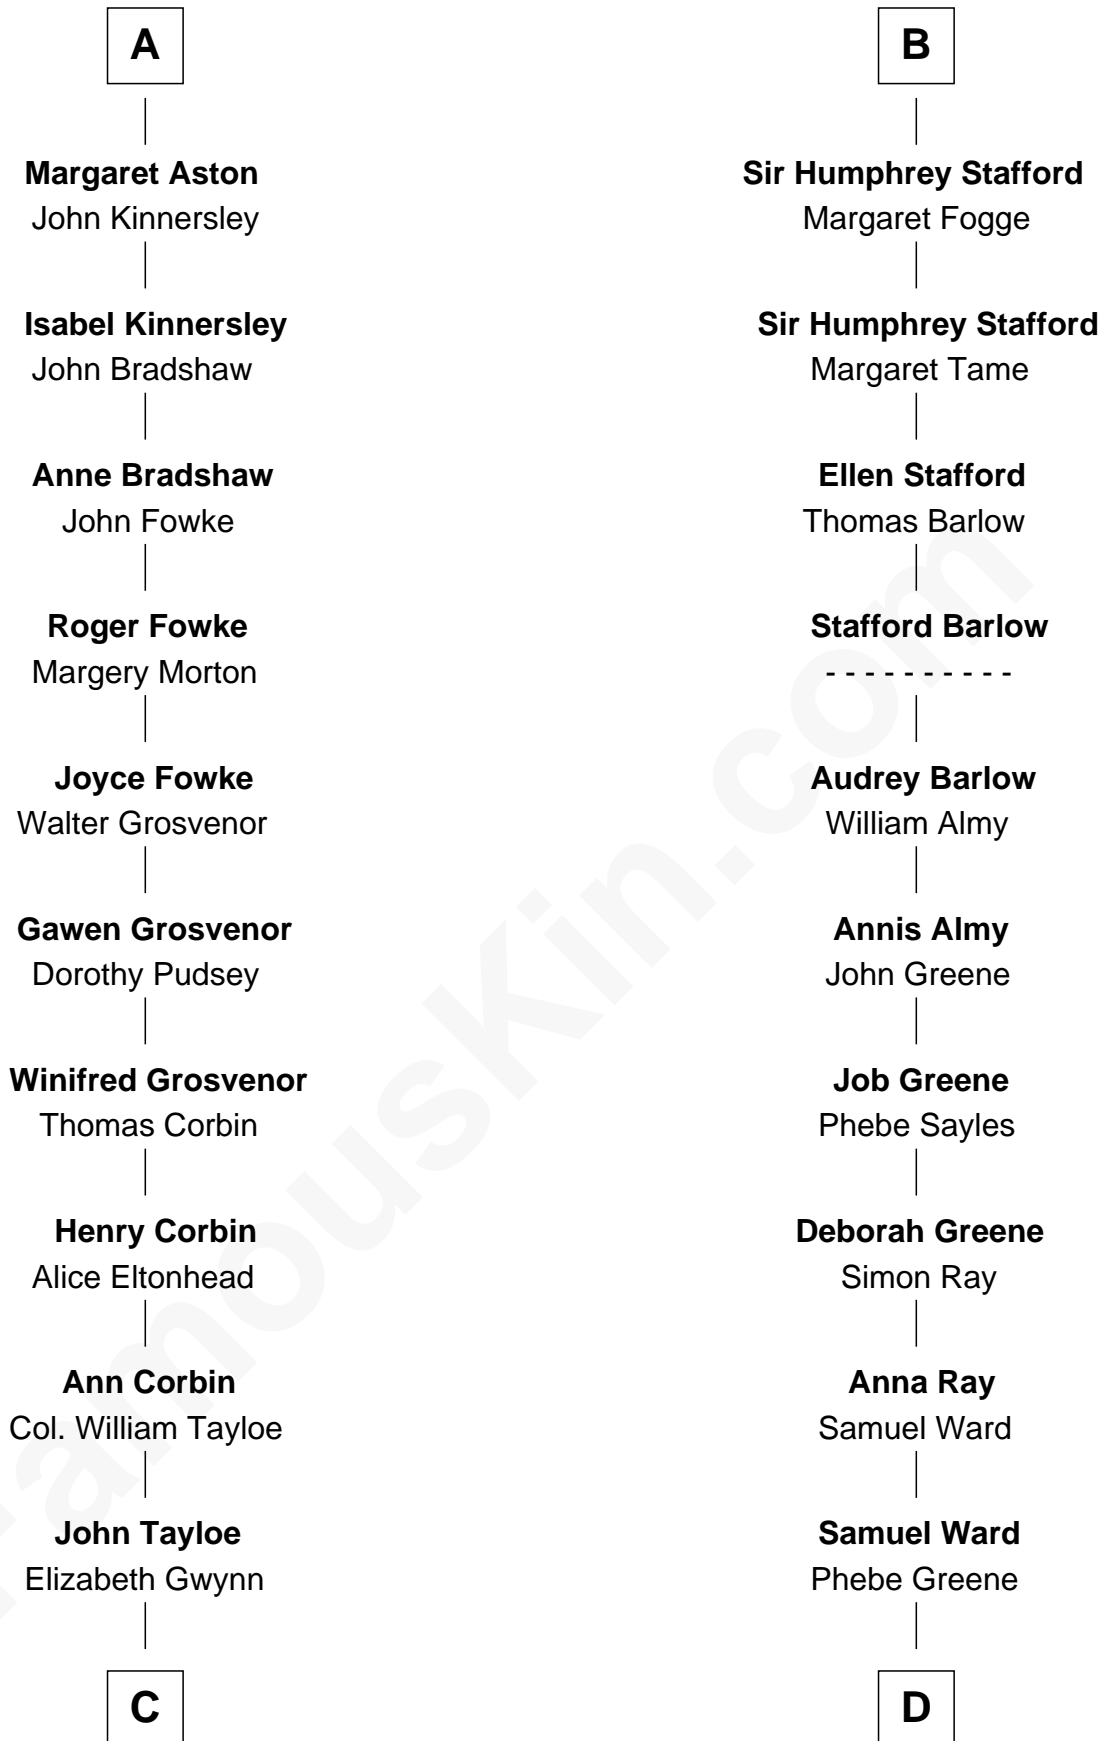 A
Margaret Aston
John Kinnersley
Isabel Kinnersley
John Bradshaw
Anne Bradshaw
John Fowke
Roger Fowke
Margery Morton
Joyce Fowke
Walter Grosvenor
Gawen Grosvenor
Dorothy Pudsey
Winifred Grosvenor
Thomas Corbin
Henry Corbin
Alice Eltonhead
Ann Corbin
Col. William Tayloe
John Tayloe
Elizabeth Gwynn
C
B
Sir Humphrey Stafford
Margaret Fogge
Sir Humphrey Stafford
Margaret Tame
Ellen Stafford
Thomas Barlow
Stafford Barlow
- - - - - - - - - -
Audrey Barlow
William Almy
Annis Almy
John Greene
Job Greene
Phebe Sayles
Deborah Greene
Simon Ray
Anna Ray
Samuel Ward
Samuel Ward
Phebe Greene
D
FamousKin.com